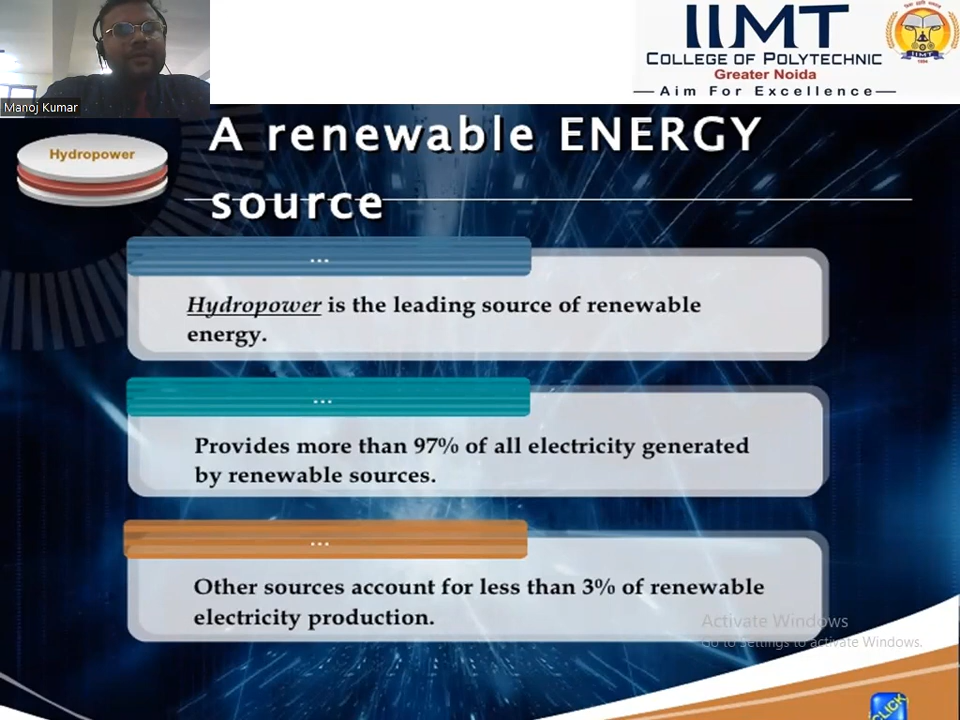 IIMT
COLLEGE OF POLYTECHNIC
Greater Noida
Aim For Excellence
IIMT
Manoj Kumar
Hydropower
A renewable ENERGY
source
...
Hydropower is the leading source of renewable
energy.
...
Provides more than 97% of all electricity generated
by renewable sources.
...
Other sources account for less than 3% of renewable
electricity production.
Activate Windows
Go to Settings to activate Windows.
CLICK